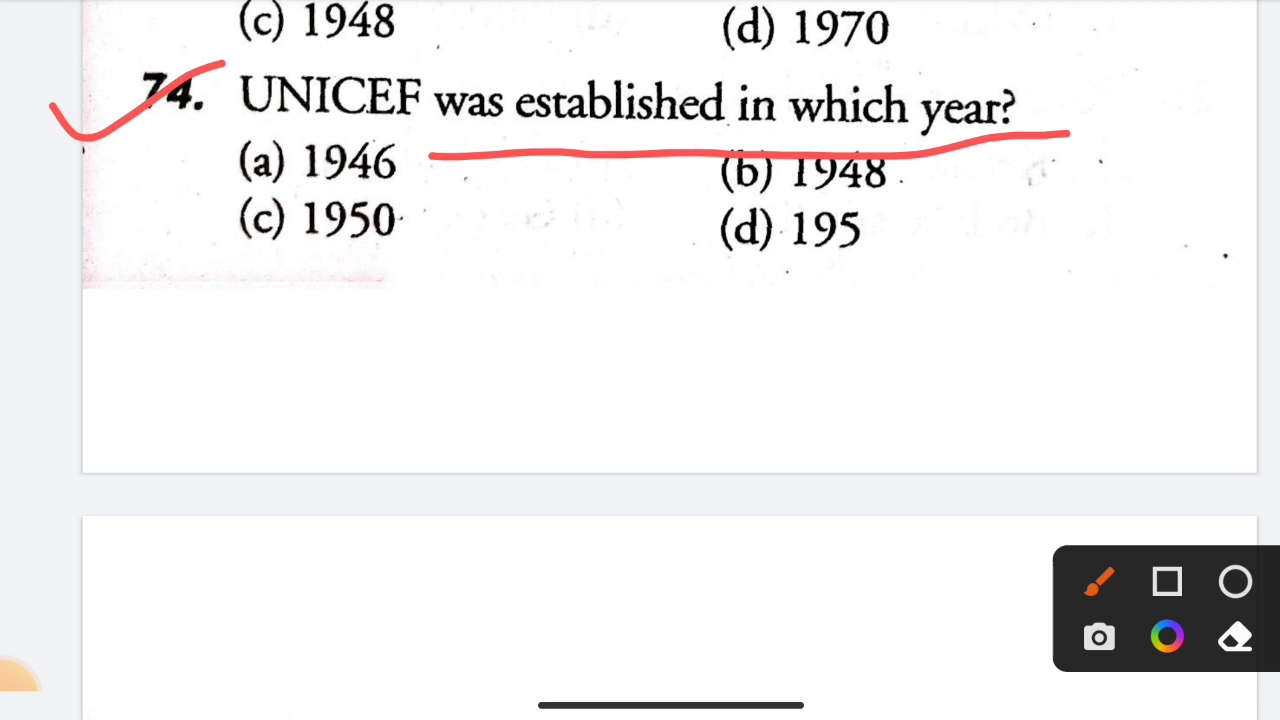 (c) 1948 (d) 1970
74. UNICEF was established in which year?
(a) 1946 (b) 1948
(c) 1950 (d) 195